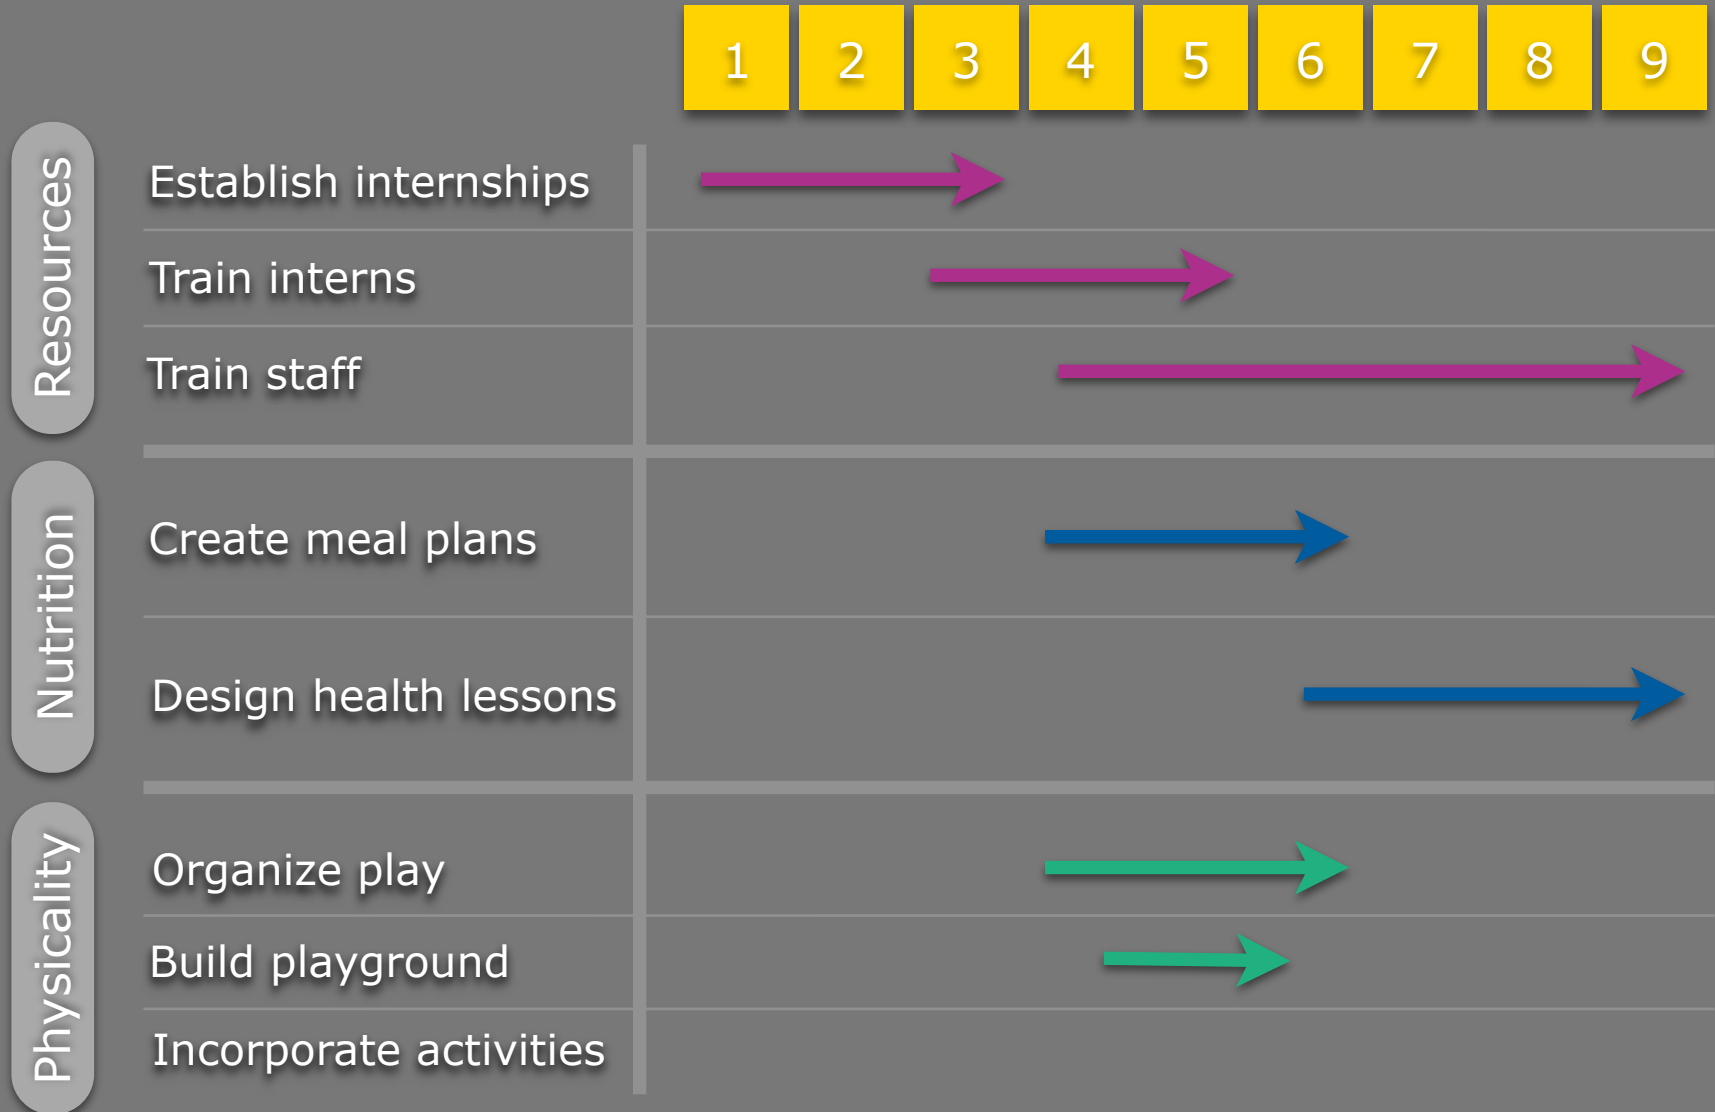 1 2 3 4 5 6 7 8 9
Resources
Establish internships
Train interns
Train staff
Nutrition
Create meal plans
Design health lessons
Physicality
Organize play
Build playground
Incorporate activities